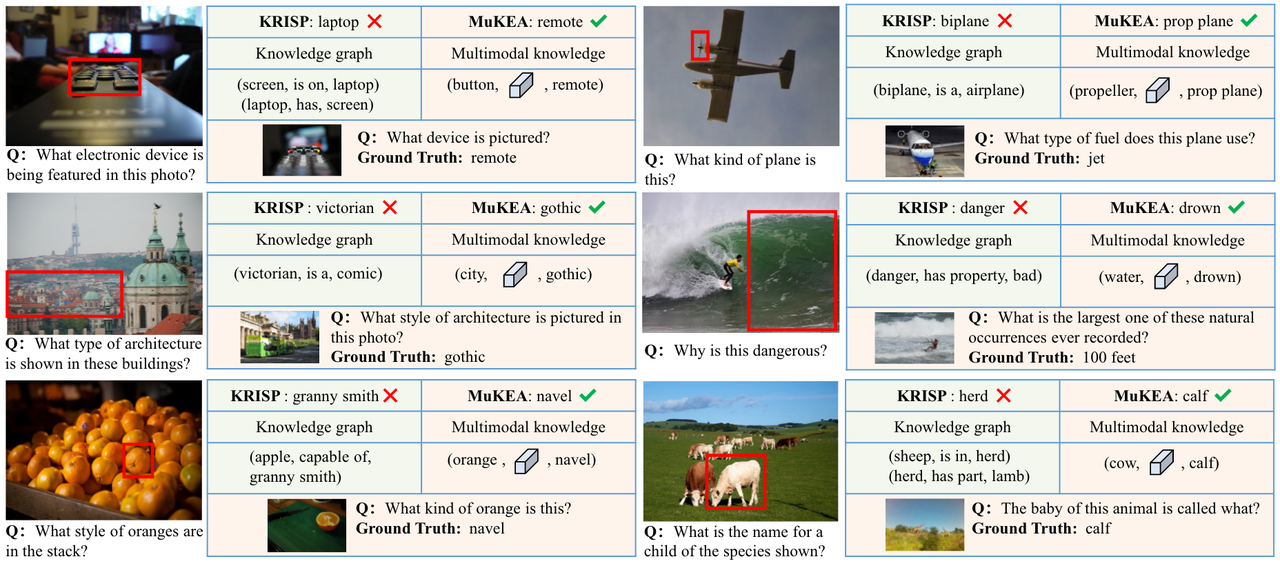 KRISP: laptop
MuKEA: remote
Knowledge graph
Multimodal knowledge
(screen, is on, laptop)
(laptop, has, screen)
(button, , remote)
SONY
Q: What electronic device is
being featured in this photo?
Q: What device is pictured?
Ground Truth: remote
KRISP: biplane
MuKEA: prop plane
Knowledge graph
Multimodal knowledge
(biplane, is a, airplane)
(propeller, , prop plane)
Q: What kind of plane is
this?
Q: What type of fuel does this plane use?
Ground Truth: jet
KRISP : victorian
MuKEA: gothic
Knowledge graph
Multimodal knowledge
(victorian, is a, comic)
(city, , gothic)
Q: What type of architecture
is shown in these buildings?
Q: What style of architecture is pictured in
this photo?
Ground Truth: gothic
KRISP : danger
MuKEA: drown
Knowledge graph
Multimodal knowledge
(danger, has property, bad)
(water, , drown)
Q: Why is this dangerous?
Q: What is the largest one of these natural
occurrences ever recorded?
Ground Truth: 100 feet
KRISP : granny smith
MuKEA: navel
Knowledge graph
Multimodal knowledge
(apple, capable of,
granny smith)
(orange , , navel)
Q: What style of oranges are
in the stack?
Q: What kind of orange is this?
Ground Truth: navel
KRISP : herd
MuKEA: calf
Knowledge graph
Multimodal knowledge
(sheep, is in, herd)
(herd, has part, lamb)
(cow, , calf)
Q: What is the name for a
child of the species shown?
Q: The baby of this animal is called what?
Ground Truth: calf